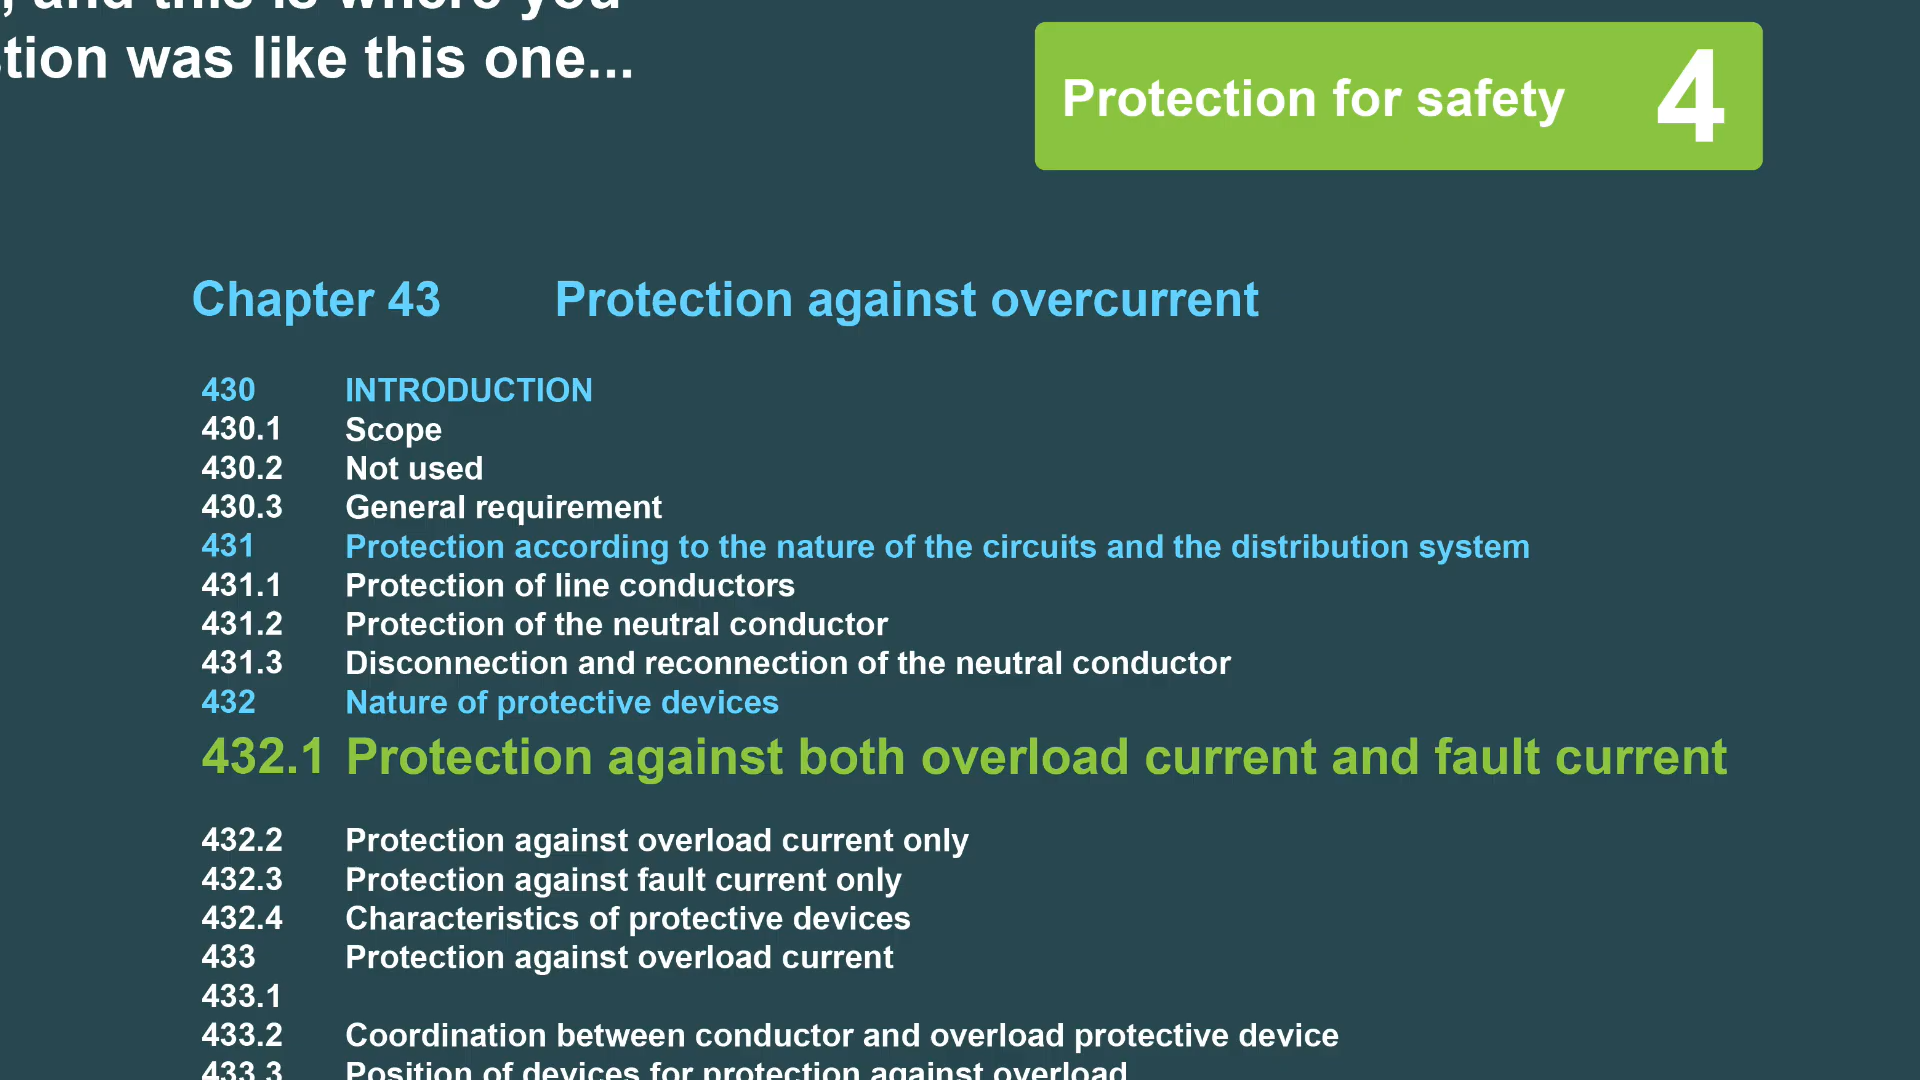 , and this is where you
tion was like this one...
Protection for safety 4
Chapter 43 Protection against overcurrent
430 INTRODUCTION
430.1 Scope
430.2 Not used
430.3 General requirement
431 Protection according to the nature of the circuits and the distribution system
431.1 Protection of line conductors
431.2 Protection of the neutral conductor
431.3 Disconnection and reconnection of the neutral conductor
432 Nature of protective devices
432.1 Protection against both overload current and fault current
432.2 Protection against overload current only
432.3 Protection against fault current only
432.4 Characteristics of protective devices
433 Protection against overload current
433.1
433.2 Coordination between conductor and overload protective device
433.3 Position of devices for protection against overload